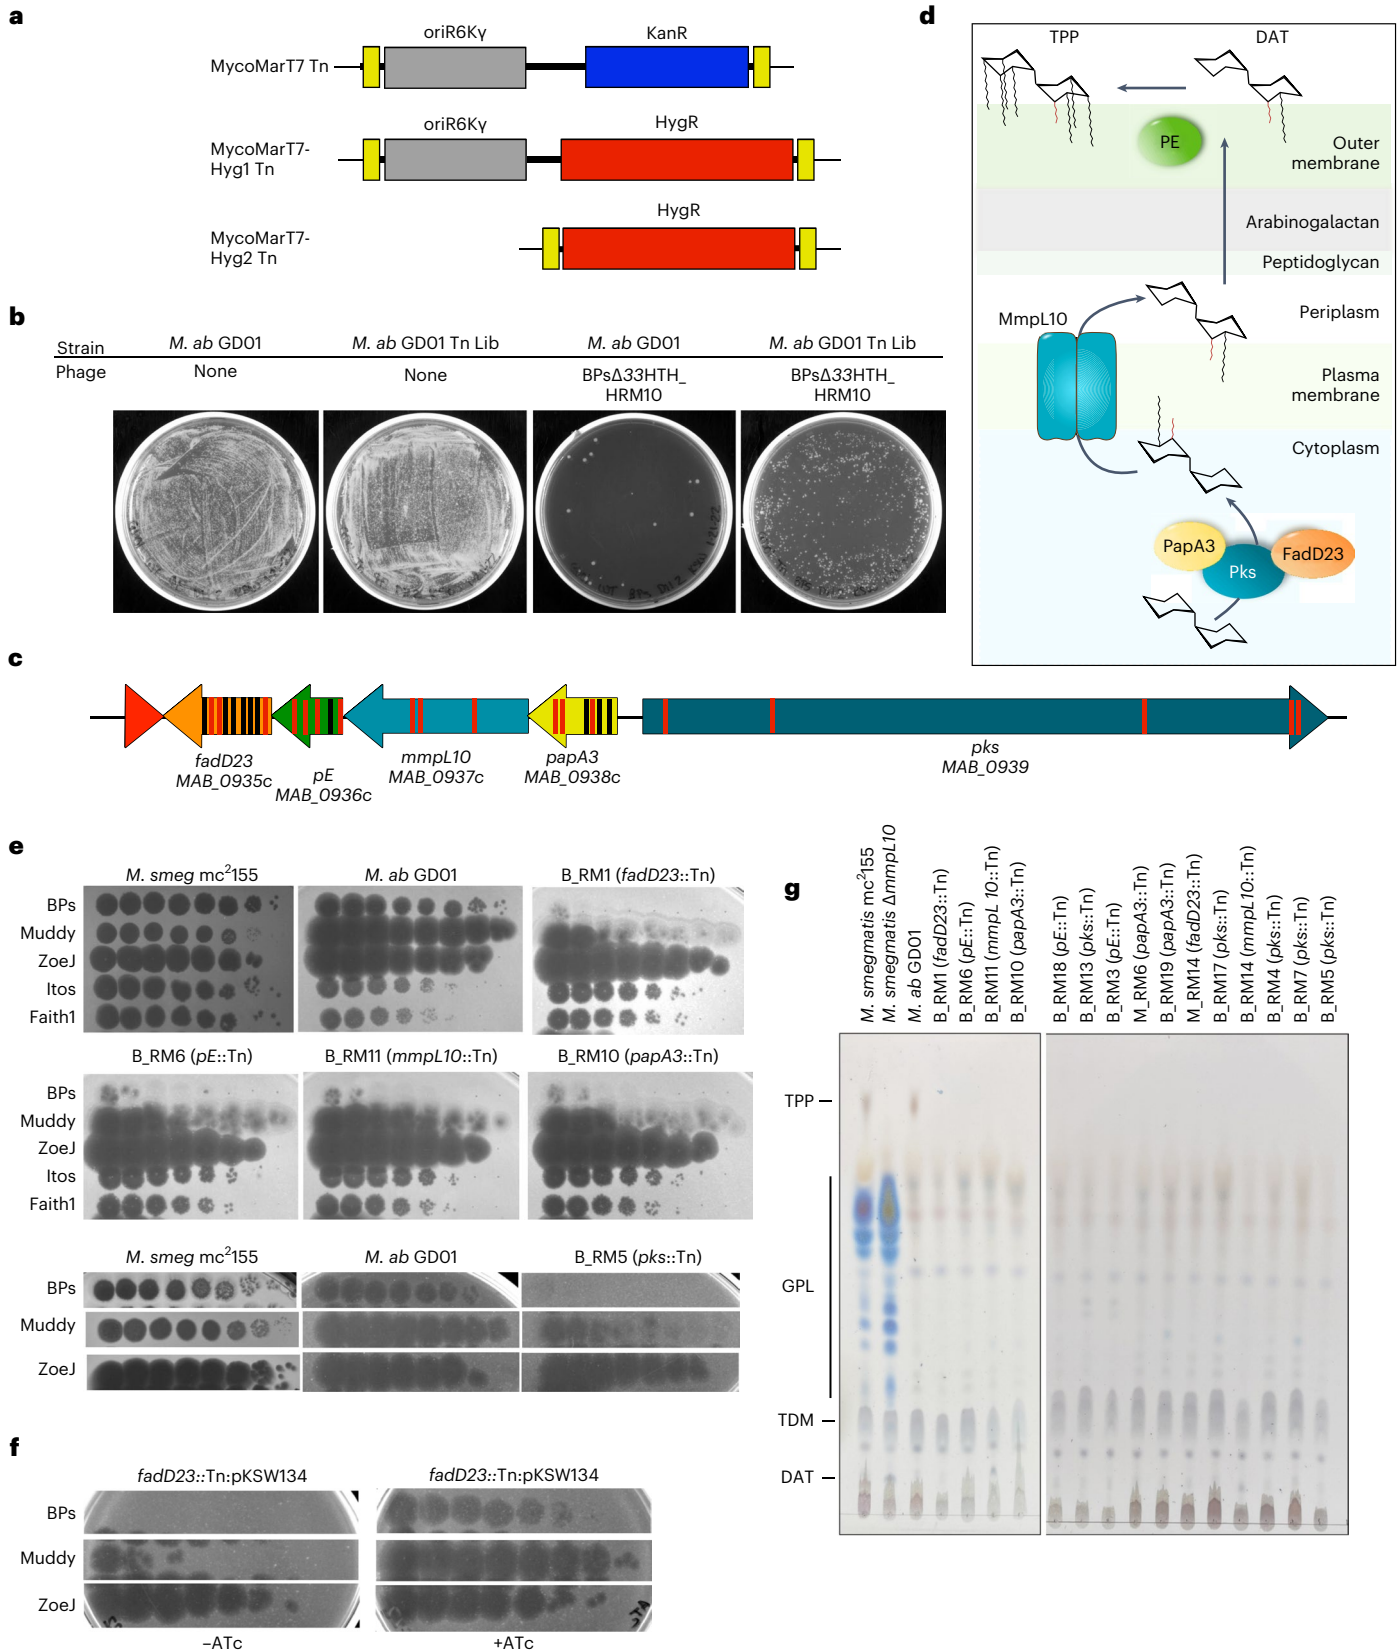 a
oriR6Kγ
KanR
MycoMarT7 Tn
oriR6Kγ
HygR
MycoMarT7-
Hyg1 Tn
HygR
MycoMarT7-
Hyg2 Tn
b
Strain
M. ab GD01
M. ab GD01 Tn Lib
M. ab GD01
M. ab GD01 Tn Lib
Phage
None
None
BPsΔ33HTH_
HRM10
BPsΔ33HTH_
HRM10
c
fadD23
MAB_0935c
pE
MAB_0936c
mmpL10
MAB_0937c
papA3
MAB_0938c
pks
MAB_0939
d
TPP
DAT
PE
Outer
membrane
Arabinogalactan
Peptidoglycan
Periplasm
MmpL10
Plasma
membrane
Cytoplasm
PapA3
Pks
FadD23
e
M. smeg mc²155
M. ab GD01
B_RM1 (fadD23::Tn)
BPs
Muddy
ZoeJ
Itos
Faith1
B_RM6 (pE::Tn)
B_RM11 (mmpL10::Tn)
B_RM10 (papA3::Tn)
BPs
Muddy
ZoeJ
Itos
Faith1
M. smeg mc²155
M. ab GD01
B_RM5 (pks::Tn)
BPs
Muddy
ZoeJ
f
fadD23::Tn:pKSW134
fadD23::Tn:pKSW134
BPs
Muddy
ZoeJ
–ATc
+ATc
g
M. smegmatis mc²155
M. smegmatis ΔmmpL10
M. ab GD01
B_RM1 (fadD23::Tn)
B_RM6 (pE::Tn)
B_RM11 (mmpL 10::Tn)
B_RM10 (papA3::Tn)
B_RM18 (pE::Tn)
B_RM13 (pks::Tn)
B_RM3 (pE::Tn)
M_RM6 (papA3::Tn)
B_RM19 (papA3::Tn)
M_RM14 (fadD23::Tn)
B_RM17 (pks::Tn)
B_RM14 (mmpL10::Tn)
B_RM4 (pks::Tn)
B_RM7 (pks::Tn)
B_RM5 (pks::Tn)
TPP
GPL
TDM
DAT